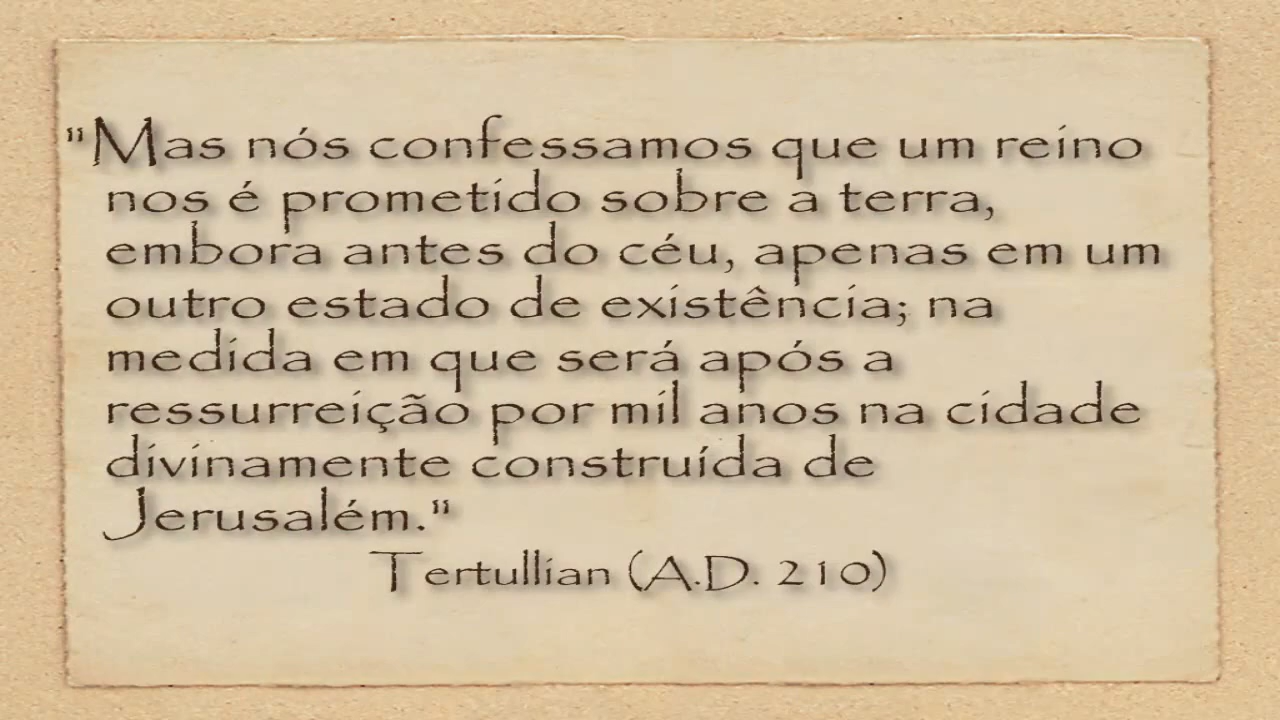 "Mas nós confessamos que um reino
nos é prometido sobre a terra,
embora antes do céu, apenas em um
outro estado de existência; na
medida em que será após a
ressurreição por mil anos na cidade
divinamente construída de
Jerusalém."
Tertullian (A.D. 210)